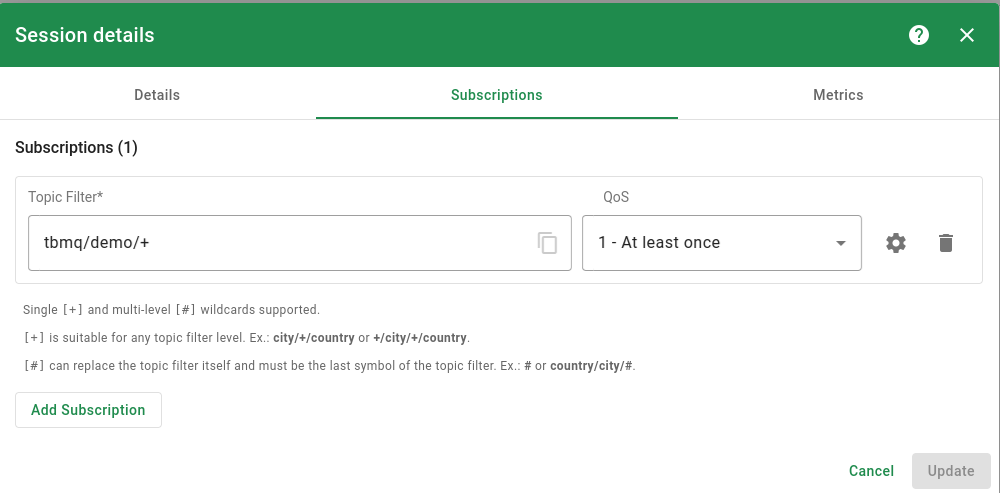 Session details
Details Subscriptions Metrics
Subscriptions (1)
Topic Filter* QoS
tbmq/demo/+ 1 - At least once
Single [+] and multi-level [#] wildcards supported.
[+] is suitable for any topic filter level. Ex.: city/+/country or +/city/+/country.
[#] can replace the topic filter itself and must be the last symbol of the topic filter. Ex.: # or country/city/#.
Add Subscription
Cancel Update